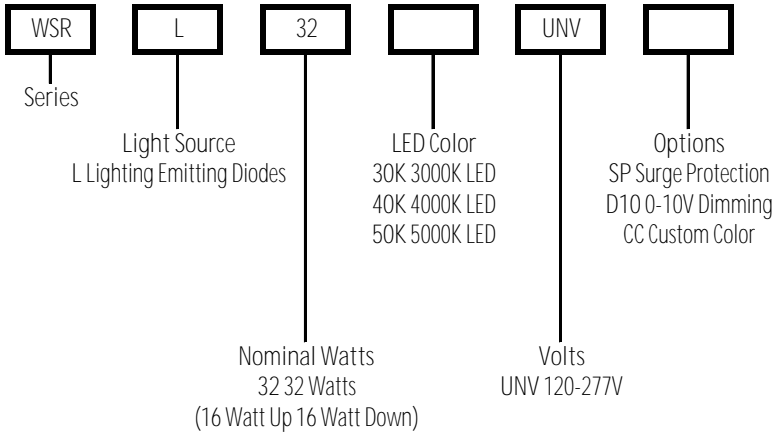 WSR L 32 UNV
Series
Light Source
L Lighting Emitting Diodes
LED Color
30K 3000K LED
40K 4000K LED
50K 5000K LED
Options
SP Surge Protection
D10 0-10V Dimming
CC Custom Color
Nominal Watts
32 32 Watts
(16 Watt Up 16 Watt Down)
Volts
UNV 120-277V